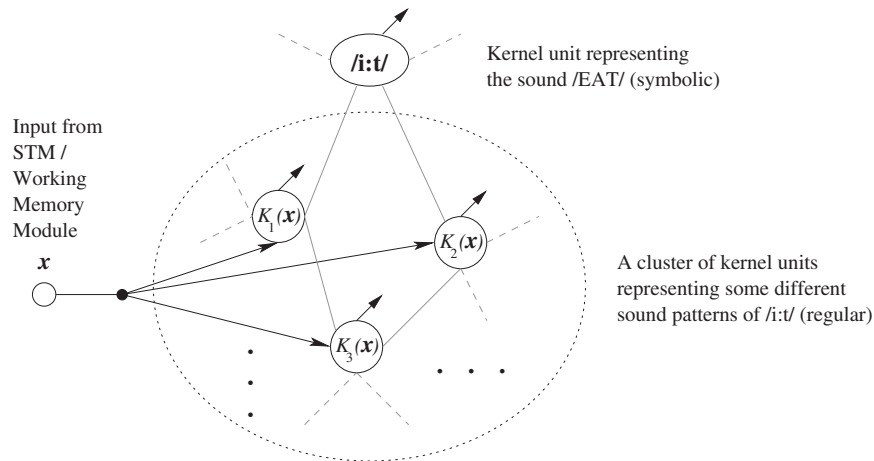 /i:t/
Kernel unit representing
the sound /EAT/ (symbolic)
Input from
STM /
Working
Memory
Module
x
K1(x)
K2(x)
K3(x)
A cluster of kernel units
representing some different
sound patterns of /i:t/ (regular)